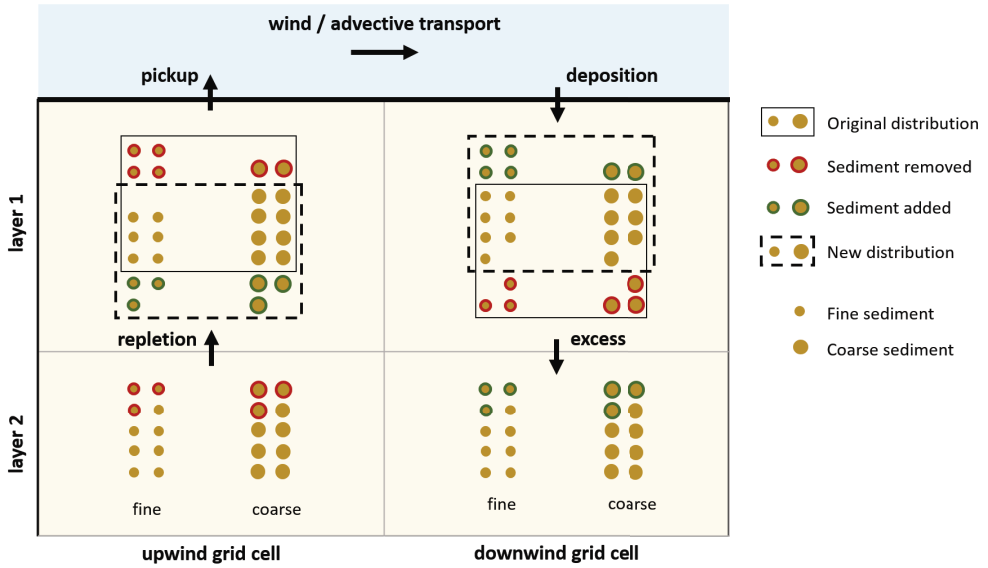 wind / advective transport
pickup
deposition
layer 1
repletion
excess
layer 2
fine
coarse
fine
coarse
upwind grid cell
downwind grid cell
Original distribution
Sediment removed
Sediment added
New distribution
Fine sediment
Coarse sediment